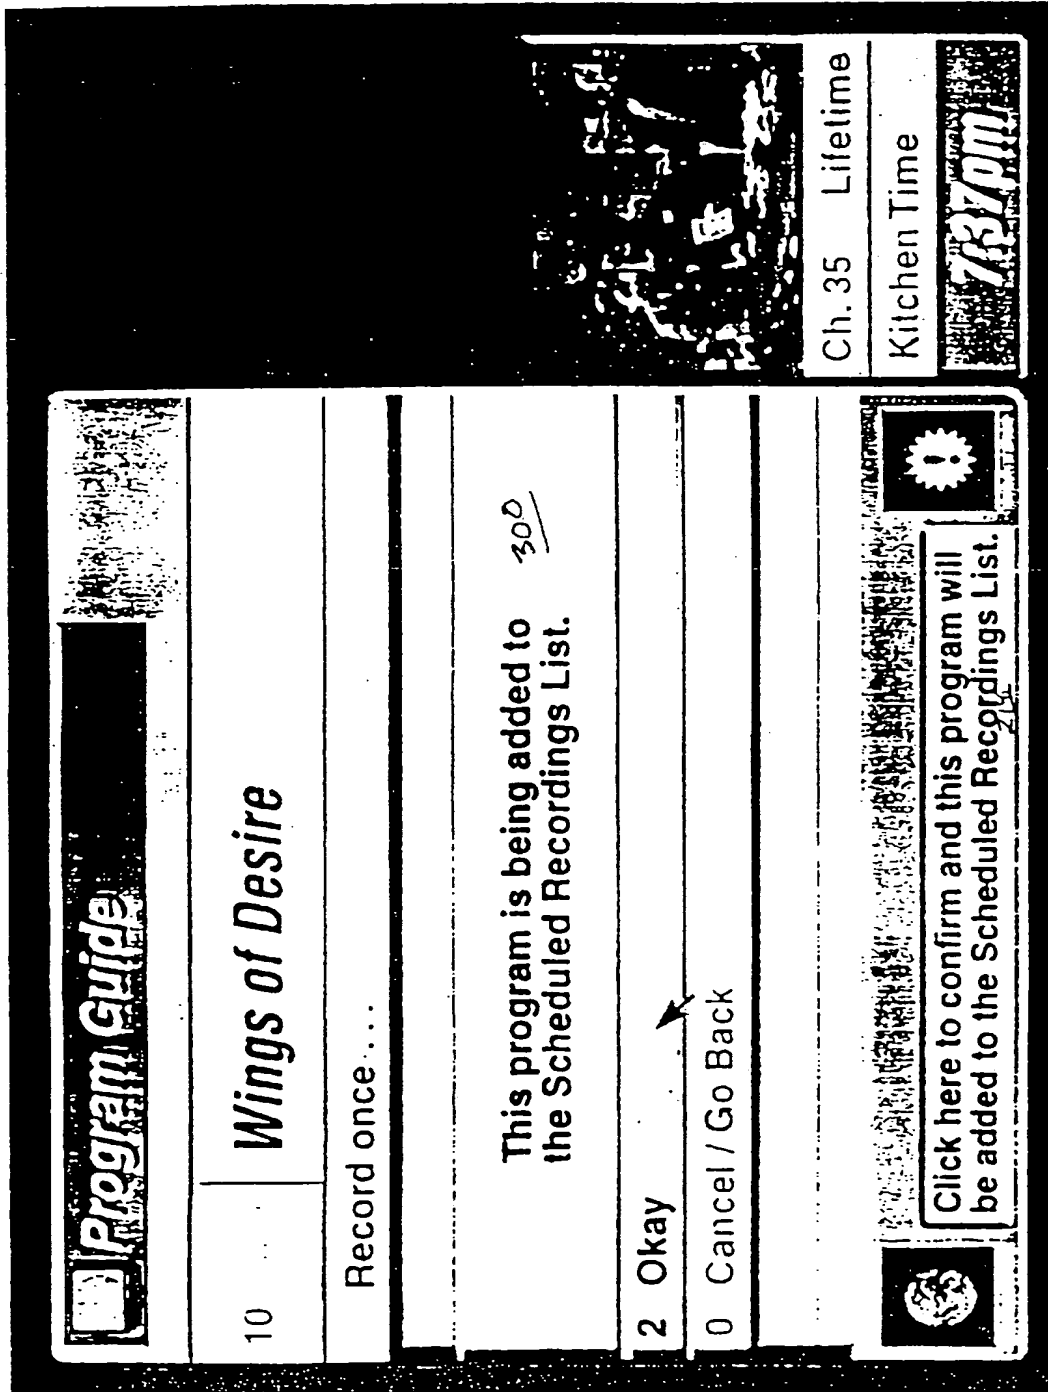 Program Guide
10
Wings of Desire
Record once...
This program is being added to
the Scheduled Recordings List.
300
2 Okay
0 Cancel / Go Back
Click here to confirm and this program will
be added to the Scheduled Recordings List.
Ch. 35 Lifetime
Kitchen Time
7:37pm